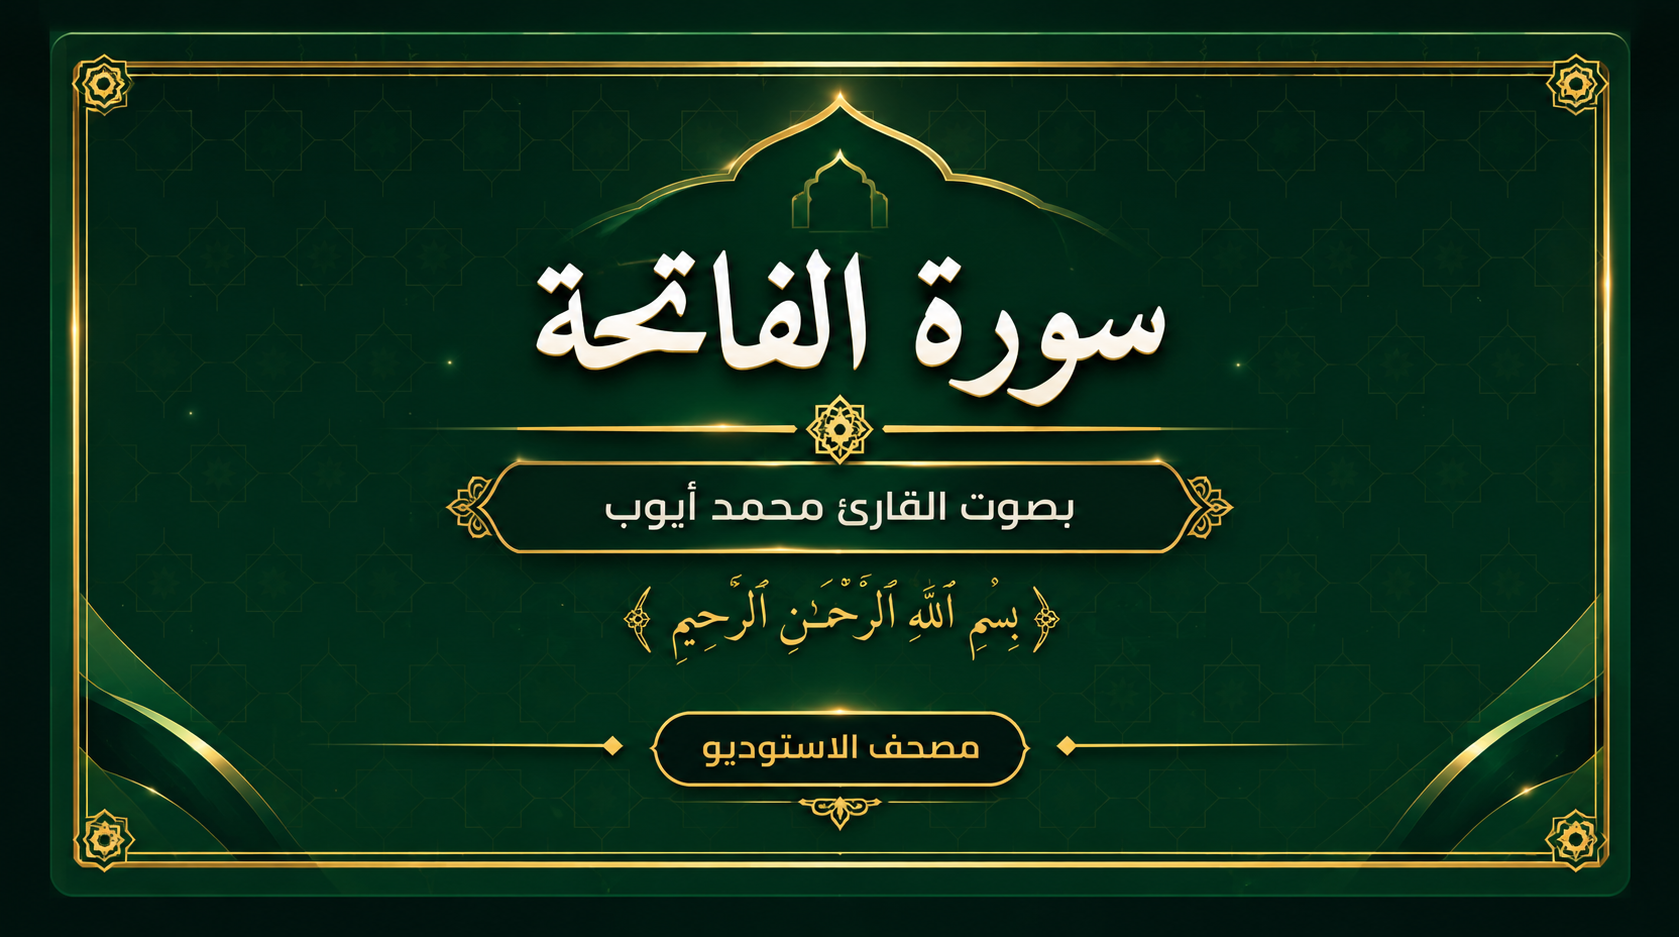 سورة الفاتحة
بصوت القارئ محمد أيوب
﴿بِسْمِ ٱللَّهِ ٱلرَّحْمَـٰنِ ٱلرَّحِيمِ﴾
مصحف الاستوديو